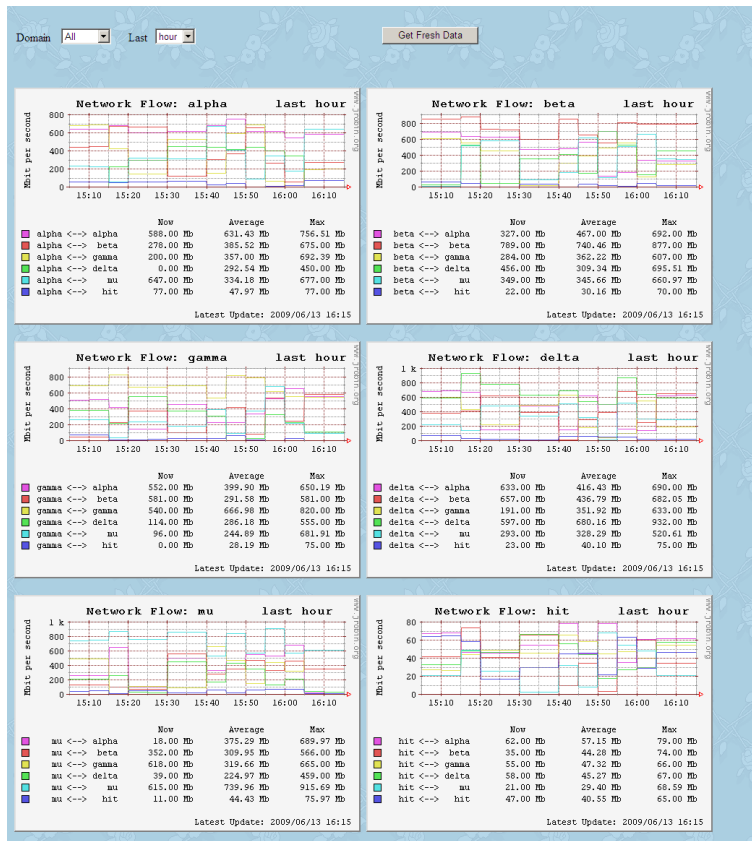 Domain All Last hour Get Fresh Data
Network Flow: alpha last hour
www.jrobin.org
Mbit per second
800
600
400
200
0
15:10 15:20 15:30 15:40 15:50 16:00 16:10
Now Average Max
alpha <--> alpha 588.00 Mb 631.43 Mb 756.51 Mb
alpha <--> beta 278.00 Mb 385.52 Mb 675.00 Mb
alpha <--> gamma 200.00 Mb 357.00 Mb 692.39 Mb
alpha <--> delta 0.00 Mb 292.54 Mb 450.00 Mb
alpha <--> mu 647.00 Mb 334.18 Mb 677.00 Mb
alpha <--> hit 77.00 Mb 47.97 Mb 77.00 Mb
Latest Update: 2009/06/13 16:15
Network Flow: beta last hour
www.jrobin.org
Mbit per second
800
600
400
200
0
15:10 15:20 15:30 15:40 15:50 16:00 16:10
Now Average Max
beta <--> alpha 327.00 Mb 467.00 Mb 692.00 Mb
beta <--> beta 789.00 Mb 740.46 Mb 877.00 Mb
beta <--> gamma 284.00 Mb 362.22 Mb 607.00 Mb
beta <--> delta 456.00 Mb 309.34 Mb 695.51 Mb
beta <--> mu 349.00 Mb 345.66 Mb 660.97 Mb
beta <--> hit 22.00 Mb 30.16 Mb 70.00 Mb
Latest Update: 2009/06/13 16:15
Network Flow: gamma last hour
www.jrobin.org
Mbit per second
800
600
400
200
0
15:10 15:20 15:30 15:40 15:50 16:00 16:10
Now Average Max
gamma <--> alpha 552.00 Mb 399.90 Mb 650.19 Mb
gamma <--> beta 581.00 Mb 291.58 Mb 581.00 Mb
gamma <--> gamma 540.00 Mb 666.98 Mb 820.00 Mb
gamma <--> delta 114.00 Mb 286.18 Mb 555.00 Mb
gamma <--> mu 96.00 Mb 244.89 Mb 681.91 Mb
gamma <--> hit 0.00 Mb 28.19 Mb 75.00 Mb
Latest Update: 2009/06/13 16:15
Network Flow: delta last hour
www.jrobin.org
Mbit per second
1 k
800
600
400
200
0
15:10 15:20 15:30 15:40 15:50 16:00 16:10
Now Average Max
delta <--> alpha 633.00 Mb 416.43 Mb 690.00 Mb
delta <--> beta 657.00 Mb 436.79 Mb 682.05 Mb
delta <--> gamma 191.00 Mb 351.92 Mb 633.00 Mb
delta <--> delta 597.00 Mb 680.16 Mb 932.00 Mb
delta <--> mu 293.00 Mb 328.29 Mb 520.61 Mb
delta <--> hit 23.00 Mb 40.10 Mb 75.00 Mb
Latest Update: 2009/06/13 16:15
Network Flow: mu last hour
www.jrobin.org
Mbit per second
1 k
800
600
400
200
0
15:10 15:20 15:30 15:40 15:50 16:00 16:10
Now Average Max
mu <--> alpha 18.00 Mb 375.29 Mb 689.97 Mb
mu <--> beta 352.00 Mb 309.95 Mb 566.00 Mb
mu <--> gamma 618.00 Mb 319.66 Mb 665.00 Mb
mu <--> delta 39.00 Mb 224.97 Mb 459.00 Mb
mu <--> mu 615.00 Mb 739.96 Mb 915.69 Mb
mu <--> hit 11.00 Mb 44.43 Mb 75.97 Mb
Latest Update: 2009/06/13 16:15
Network Flow: hit last hour
www.jrobin.org
Mbit per second
80
60
40
20
0
15:10 15:20 15:30 15:40 15:50 16:00 16:10
Now Average Max
hit <--> alpha 62.00 Mb 57.15 Mb 79.00 Mb
hit <--> beta 35.00 Mb 44.28 Mb 74.00 Mb
hit <--> gamma 55.00 Mb 47.32 Mb 66.00 Mb
hit <--> delta 58.00 Mb 45.27 Mb 67.00 Mb
hit <--> mu 21.00 Mb 29.40 Mb 68.59 Mb
hit <--> hit 47.00 Mb 40.55 Mb 65.00 Mb
Latest Update: 2009/06/13 16:15